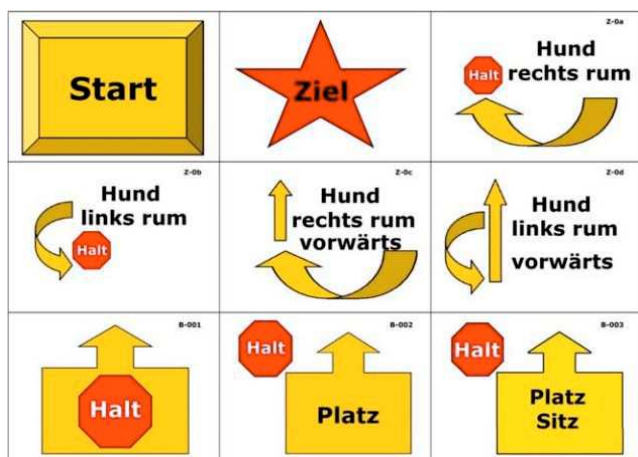 Start
Ziel
Z-0a
Hund
rechts rum
Halt
Z-0b
Hund
links rum
Halt
Z-0c
Hund
rechts rum
vorwärts
Z-0d
Hund
links rum
vorwärts
B-001
Halt
B-002
Halt
Platz
B-003
Halt
Platz
Sitz